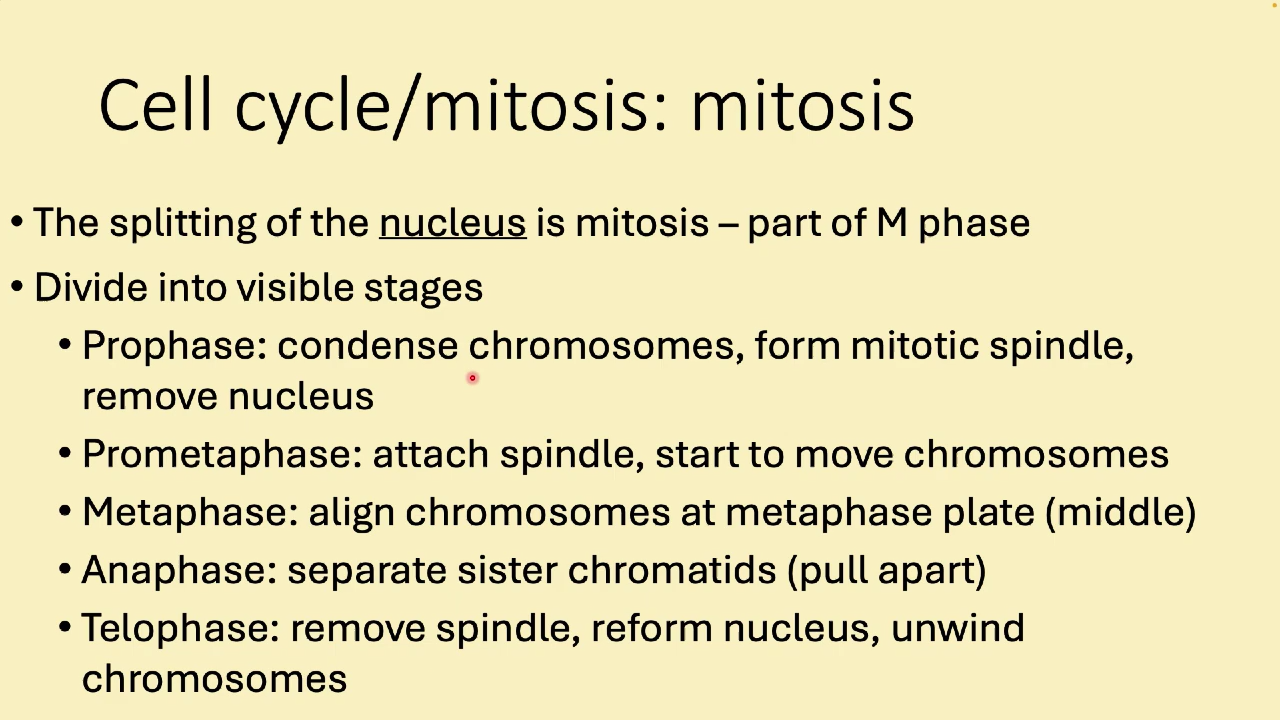 Cell cycle/mitosis: mitosis
• The splitting of the nucleus is mitosis – part of M phase
• Divide into visible stages
• Prophase: condense chromosomes, form mitotic spindle,
remove nucleus
• Prometaphase: attach spindle, start to move chromosomes
• Metaphase: align chromosomes at metaphase plate (middle)
• Anaphase: separate sister chromatids (pull apart)
• Telophase: remove spindle, reform nucleus, unwind
chromosomes